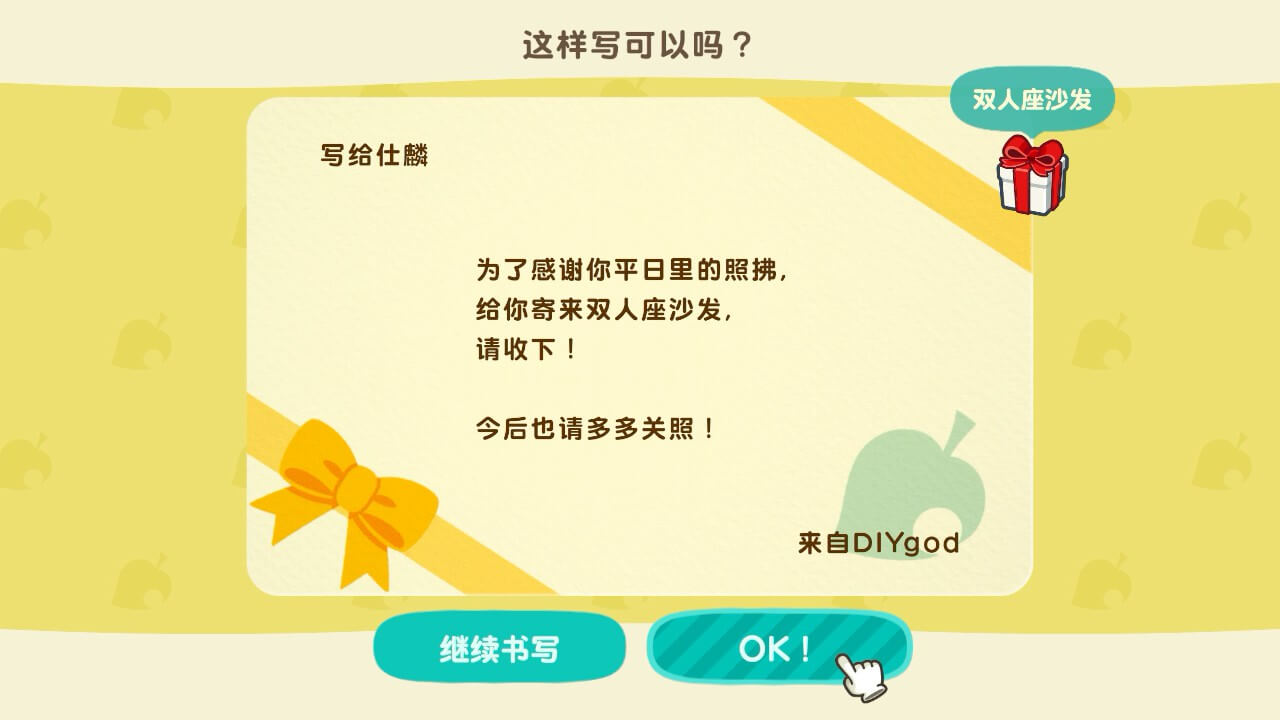 这样写可以吗？
双人座沙发
写给仕麟
为了感谢你平日里的照拂，
给你寄来双人座沙发，
请收下！
今后也请多多关照！
来自DIYgod
继续书写
OK！